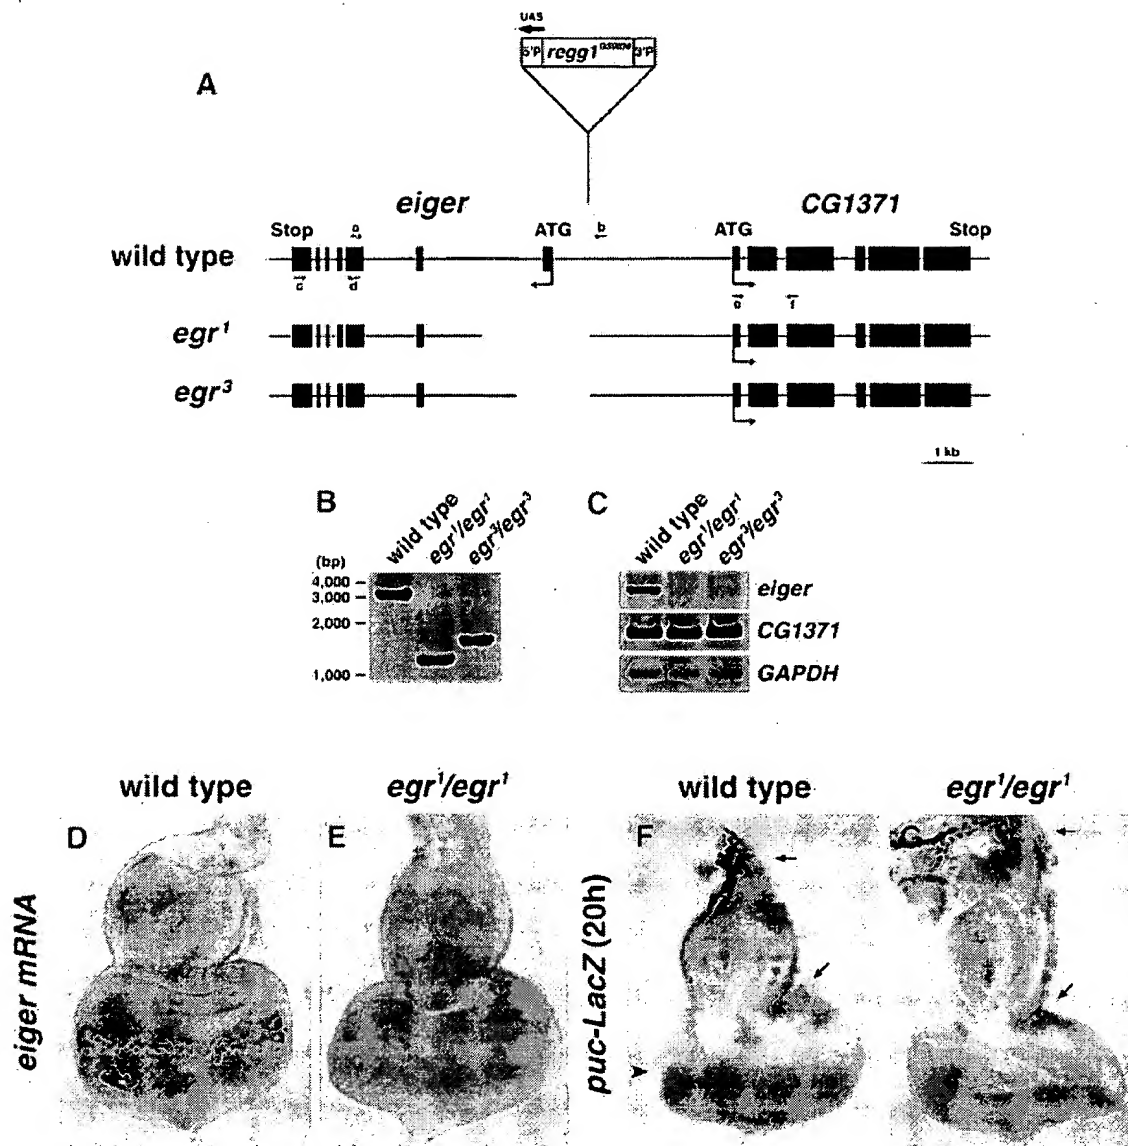 UAS
5'P regg1 3'P
A
eiger CG1371
Stop a ATG b ATG Stop
wild type
c d
e f
egr1
egr3
1 kb
B C
wild type egr1/egr1 egr3/egr3 wild type egr1/egr1 egr3/egr3
(bp)
4,000
3,000
2,000
1,000
eiger
CG1371
GAPDH
wild type egr1/egr1 wild type egr1/egr1
D E F G
eiger mRNA
puc-LacZ (20h)